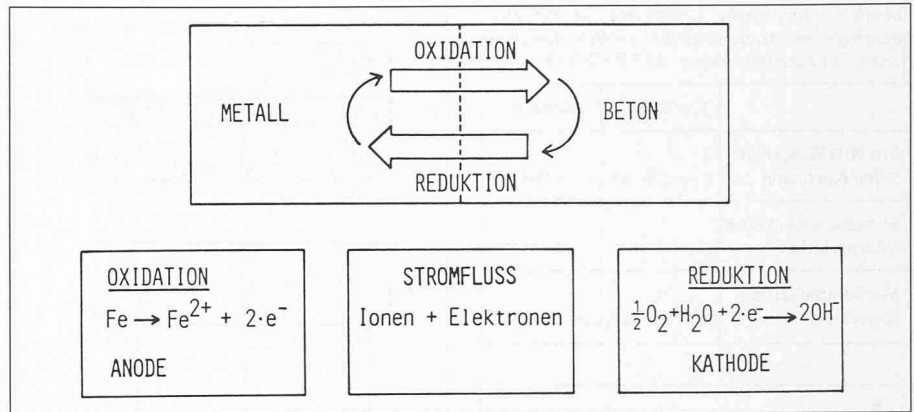 OXIDATION
METALL
BETON
REDUKTION
OXIDATION
Fe → Fe²⁺ + 2·e⁻
ANODE
STROMFLUSS
Ionen + Elektronen
REDUKTION
½O₂+H₂O+2·e⁻→2OH
KATHODE